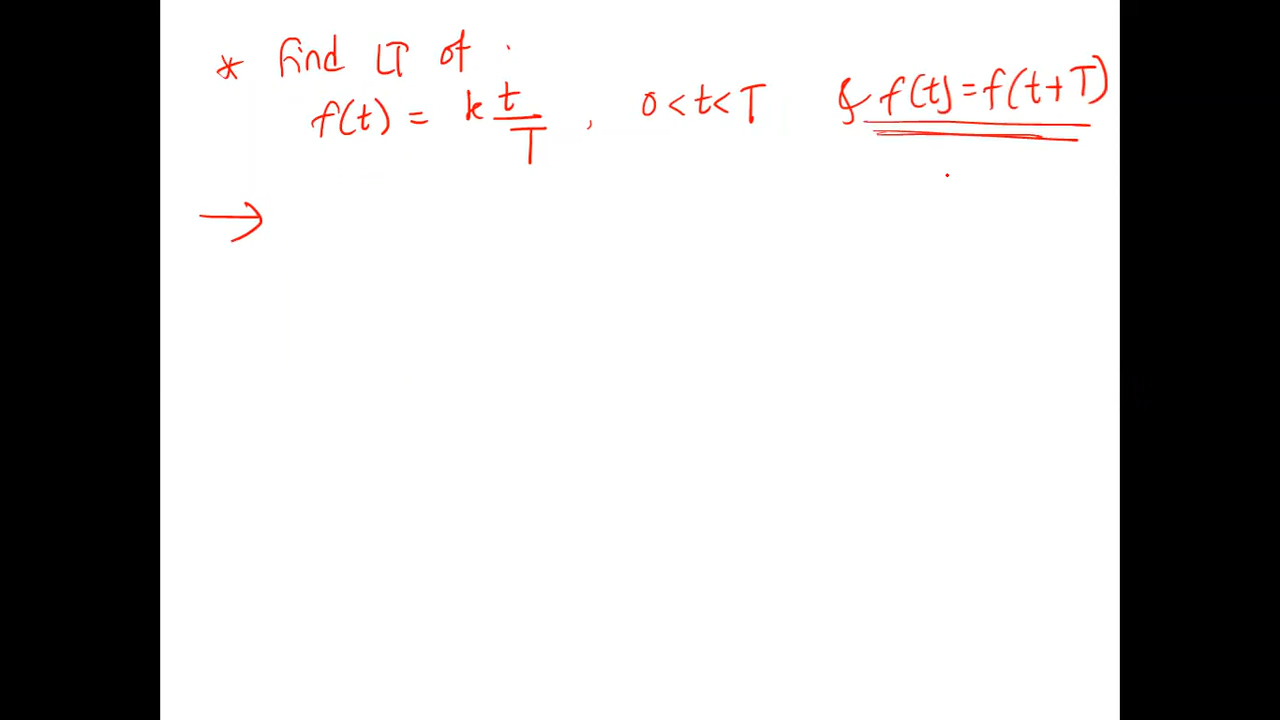 * Find LT of
f(t) = k t/T , 0 < t < T & f(t) = f(t+T)
→